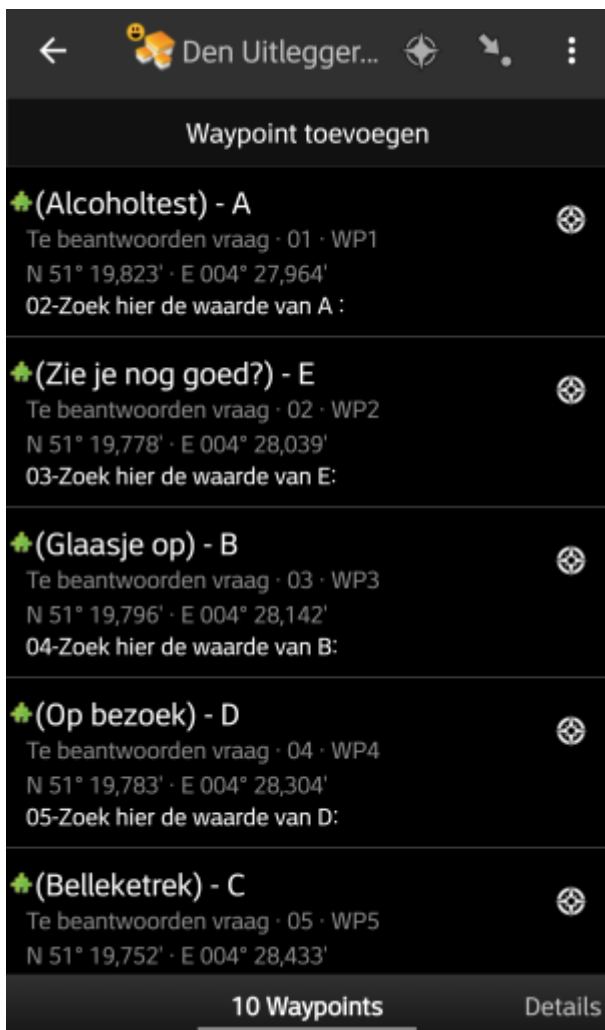 Den Uitlegger...
Waypoint toevoegen
(Alcoholtest) - A
Te beantwoorden vraag · 01 · WP1
N 51° 19,823' · E 004° 27,964'
02-Zoek hier de waarde van A :
(Zie je nog goed?) - E
Te beantwoorden vraag · 02 · WP2
N 51° 19,778' · E 004° 28,039'
03-Zoek hier de waarde van E:
(Glaasje op) - B
Te beantwoorden vraag · 03 · WP3
N 51° 19,796' · E 004° 28,142'
04-Zoek hier de waarde van B:
(Op bezoek) - D
Te beantwoorden vraag · 04 · WP4
N 51° 19,783' · E 004° 28,304'
05-Zoek hier de waarde van D:
(Belleketrek) - C
Te beantwoorden vraag · 05 · WP5
N 51° 19,752' · E 004° 28,433'
10 Waypoints Details